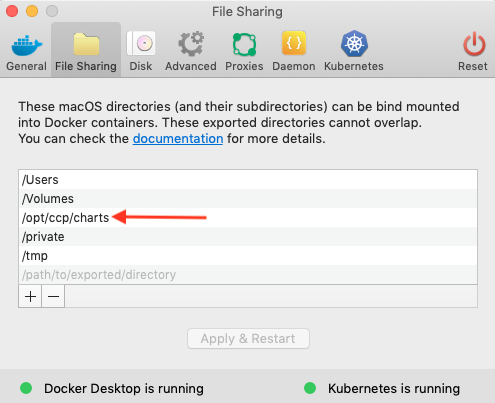 File Sharing
General
File Sharing
Disk
Advanced
Proxies
Daemon
Kubernetes
Reset
These macOS directories (and their subdirectories) can be bind mounted
into Docker containers. These exported directories cannot overlap.
You can check the documentation for more details.
/Users
/Volumes
/opt/ccp/charts
/private
/tmp
/path/to/exported/directory
+ −
Apply & Restart
Docker Desktop is running
Kubernetes is running